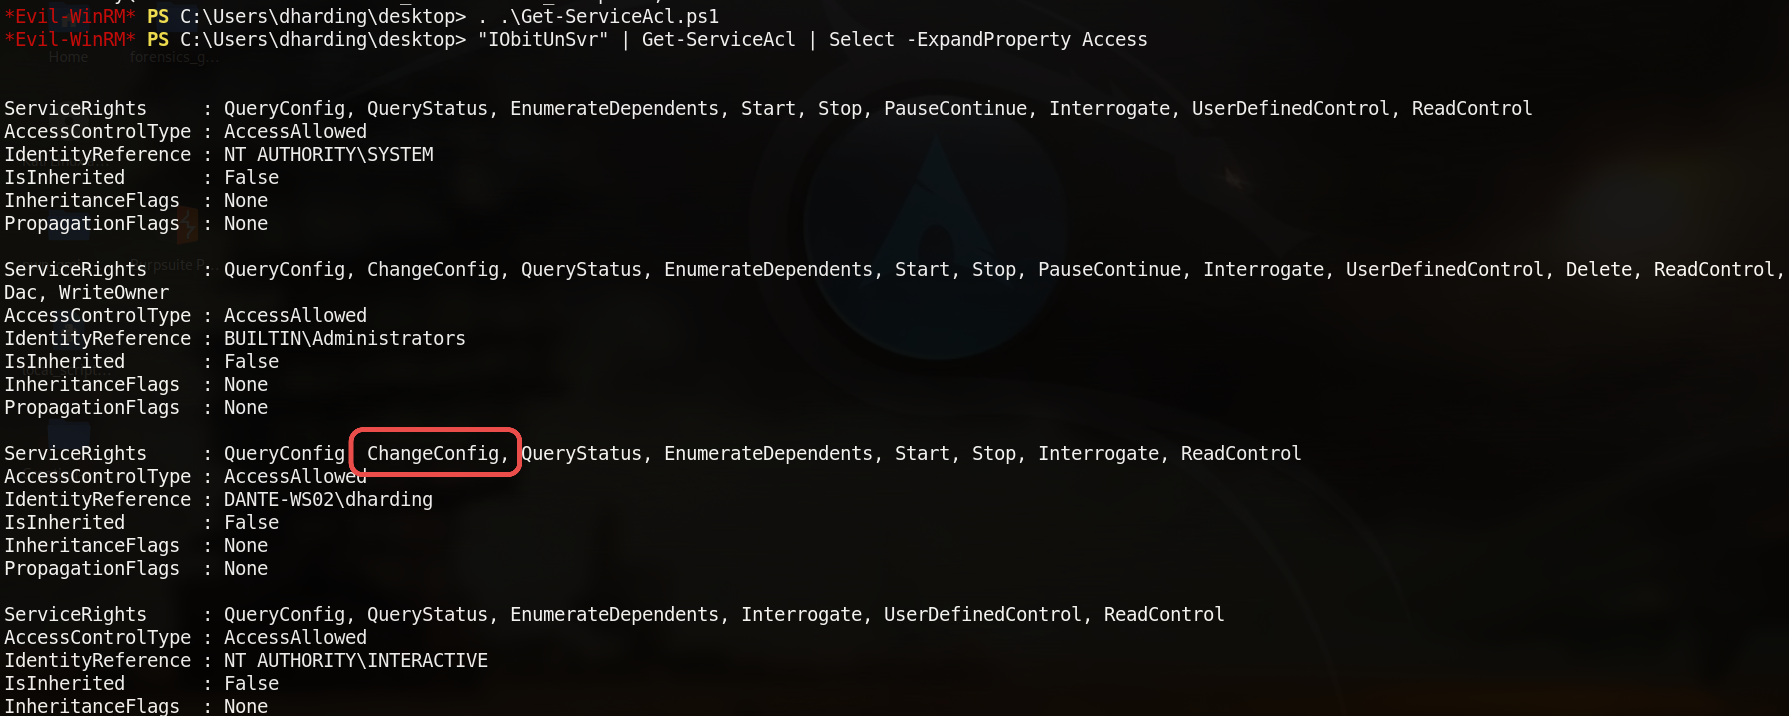 *Evil-WinRM* PS C:\Users\dharding\desktop> . .\Get-ServiceAcl.ps1
*Evil-WinRM* PS C:\Users\dharding\desktop> "IObitUnSvr" | Get-ServiceAcl | Select -ExpandProperty Access
Home forensics_g...
ServiceRights : QueryConfig, QueryStatus, EnumerateDependents, Start, Stop, PauseContinue, Interrogate, UserDefinedControl, ReadControl
AccessControlType : AccessAllowed
IdentityReference : NT AUTHORITY\SYSTEM
IsInherited : False
InheritanceFlags : None
PropagationFlags : None
ServiceRights : QueryConfig, ChangeConfig, QueryStatus, EnumerateDependents, Start, Stop, PauseContinue, Interrogate, UserDefinedControl, Delete, ReadControl,
Dac, WriteOwner
AccessControlType : AccessAllowed
IdentityReference : BUILTIN\Administrators
IsInherited : False
InheritanceFlags : None
PropagationFlags : None
ServiceRights : QueryConfig, ChangeConfig, QueryStatus, EnumerateDependents, Start, Stop, Interrogate, ReadControl
AccessControlType : AccessAllowed
IdentityReference : DANTE-WS02\dharding
IsInherited : False
InheritanceFlags : None
PropagationFlags : None
ServiceRights : QueryConfig, QueryStatus, EnumerateDependents, Interrogate, UserDefinedControl, ReadControl
AccessControlType : AccessAllowed
IdentityReference : NT AUTHORITY\INTERACTIVE
IsInherited : False
InheritanceFlags : None